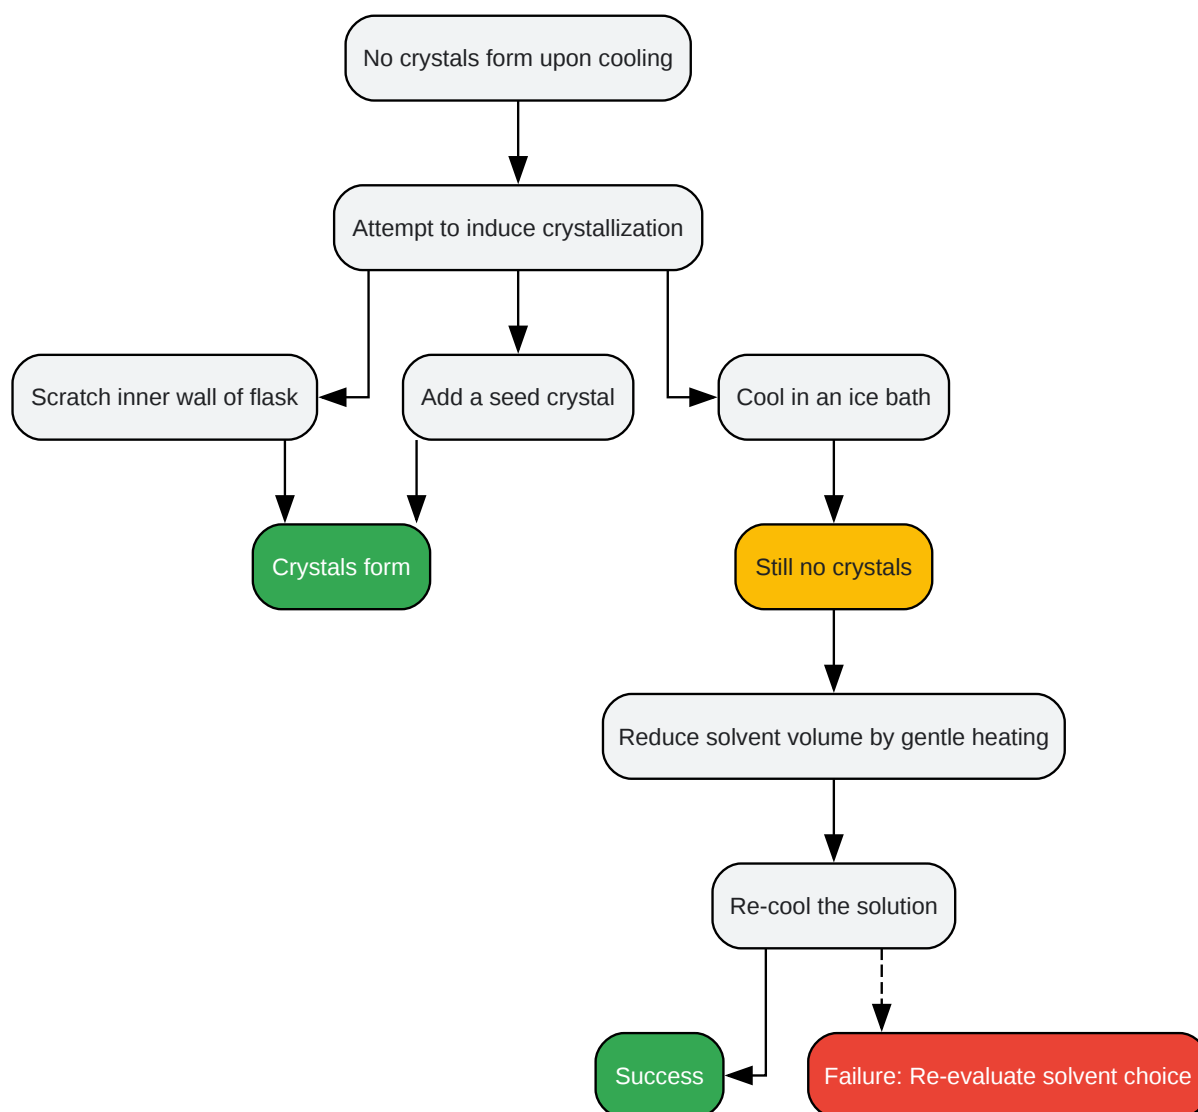 No crystals form upon cooling
Attempt to induce crystallization
Scratch inner wall of flask
Add a seed crystal
Cool in an ice bath
Crystals form
Still no crystals
Reduce solvent volume by gentle heating
Re-cool the solution
Success
Failure: Re-evaluate solvent choice